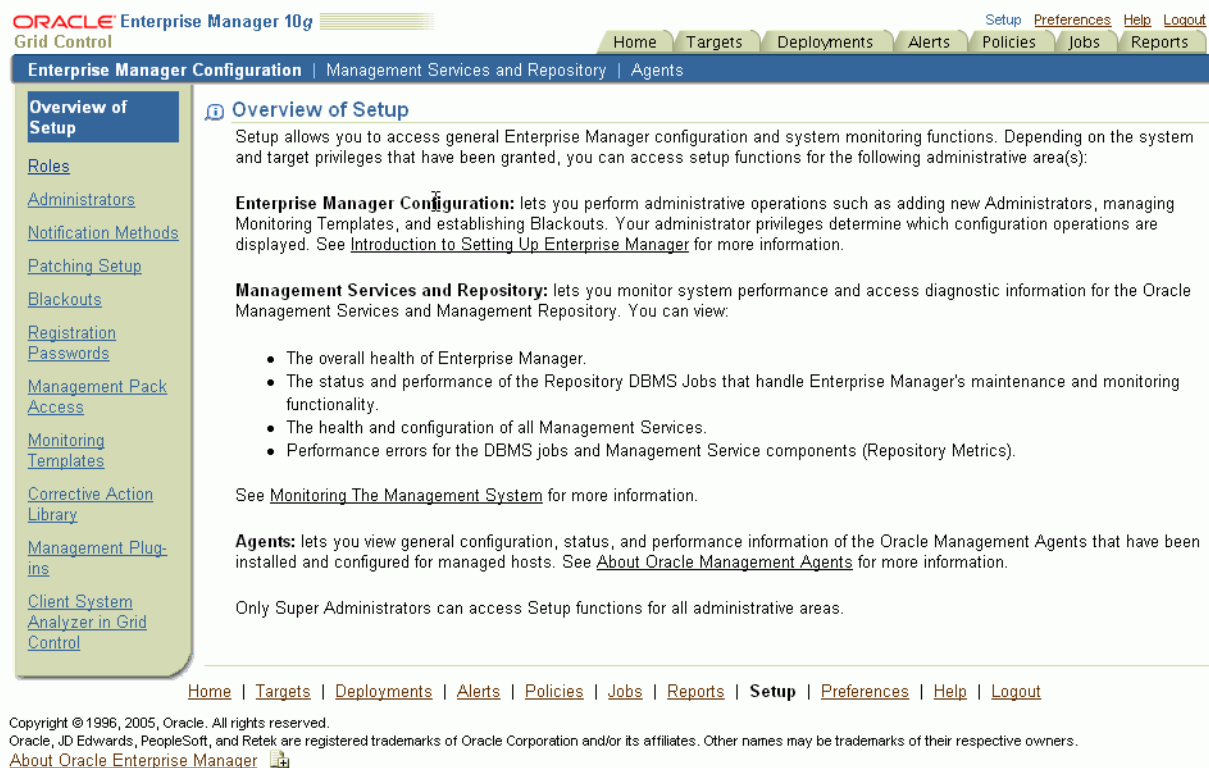 ORACLE Enterprise Manager 10g
Grid Control
Setup Preferences Help Logout
Home Targets Deployments Alerts Policies Jobs Reports
Enterprise Manager Configuration | Management Services and Repository | Agents
Overview of
Setup
Roles
Administrators
Notification Methods
Patching Setup
Blackouts
Registration
Passwords
Management Pack
Access
Monitoring
Templates
Corrective Action
Library
Management Plug-
ins
Client System
Analyzer in Grid
Control
Overview of Setup
Setup allows you to access general Enterprise Manager configuration and system monitoring functions. Depending on the system
and target privileges that have been granted, you can access setup functions for the following administrative area(s):
Enterprise Manager Configuration: lets you perform administrative operations such as adding new Administrators, managing
Monitoring Templates, and establishing Blackouts. Your administrator privileges determine which configuration operations are
displayed. See Introduction to Setting Up Enterprise Manager for more information.
Management Services and Repository: lets you monitor system performance and access diagnostic information for the Oracle
Management Services and Management Repository. You can view:
• The overall health of Enterprise Manager.
• The status and performance of the Repository DBMS Jobs that handle Enterprise Manager's maintenance and monitoring
functionality.
• The health and configuration of all Management Services.
• Performance errors for the DBMS jobs and Management Service components (Repository Metrics).
See Monitoring The Management System for more information.
Agents: lets you view general configuration, status, and performance information of the Oracle Management Agents that have been
installed and configured for managed hosts. See About Oracle Management Agents for more information.
Only Super Administrators can access Setup functions for all administrative areas.
Home | Targets | Deployments | Alerts | Policies | Jobs | Reports | Setup | Preferences | Help | Logout
Copyright © 1996, 2005, Oracle. All rights reserved.
Oracle, JD Edwards, PeopleSoft, and Retek are registered trademarks of Oracle Corporation and/or its affiliates. Other names may be trademarks of their respective owners.
About Oracle Enterprise Manager